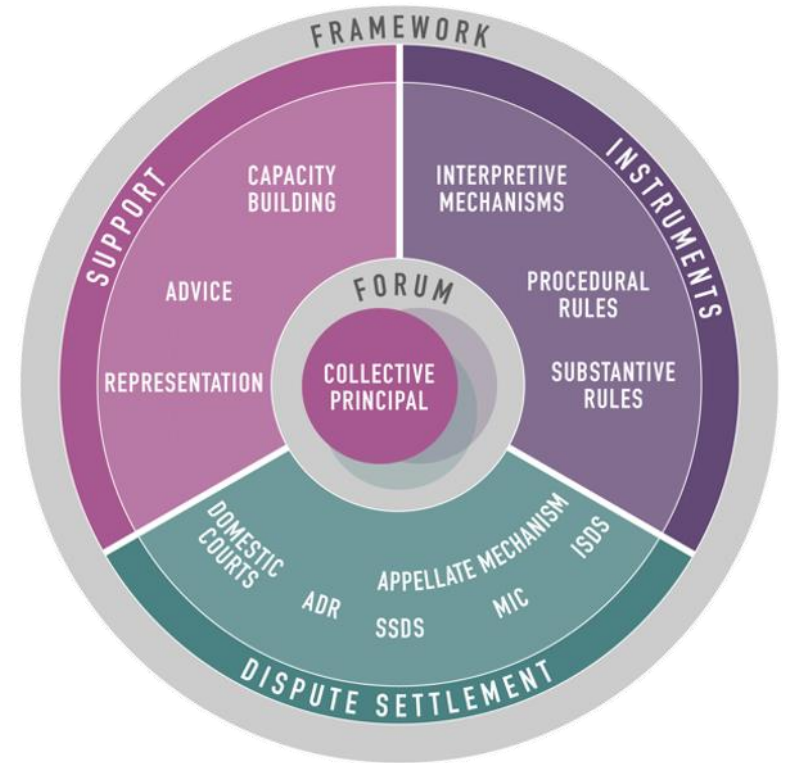 FRAMEWORK
SUPPORT
CAPACITY
BUILDING
ADVICE
REPRESENTATION
INSTRUMENTS
INTERPRETIVE
MECHANISMS
PROCEDURAL
RULES
SUBSTANTIVE
RULES
FORUM
COLLECTIVE
PRINCIPAL
DOMESTIC
COURTS
ADR
SSDS
APPELLATE MECHANISM
MIC
ISDS
DISPUTE SETTLEMENT